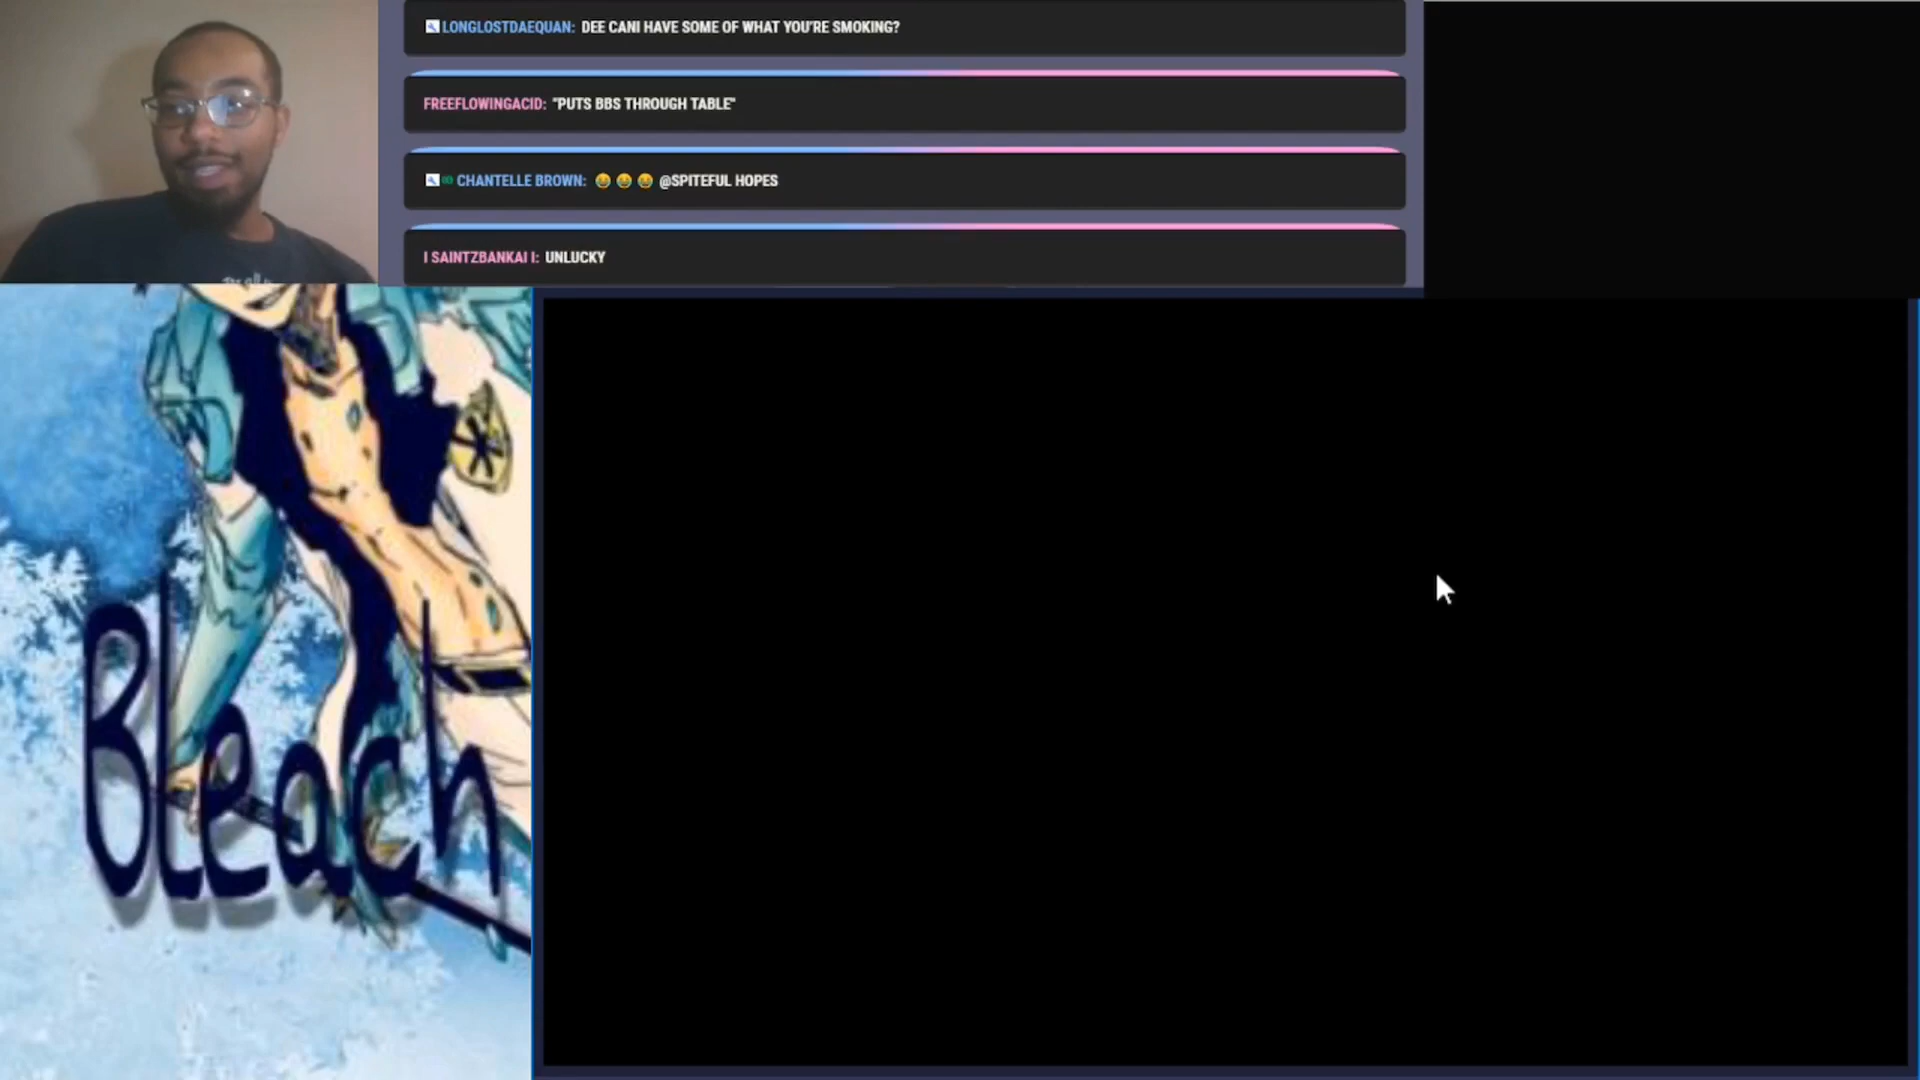 LONGLOSTDAEQUAN: DEE CANI HAVE SOME OF WHAT YOU'RE SMOKING?
FREEFLOWINGACID: "PUTS BBS THROUGH TABLE"
CHANTELLE BROWN: 😂 😂 😂 @SPITEFUL HOPES
I SAINTZBANKAI I: UNLUCKY
Bleach